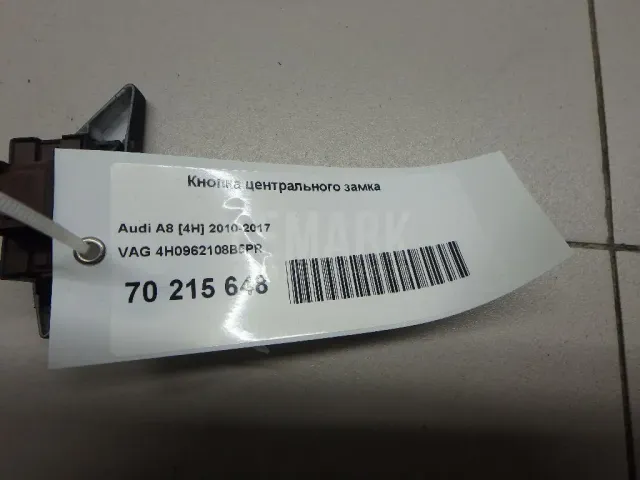 Кнопка центрального замка
Audi A8 [4H] 2010-2017
VAG 4H0962108B5PR
70 215 648